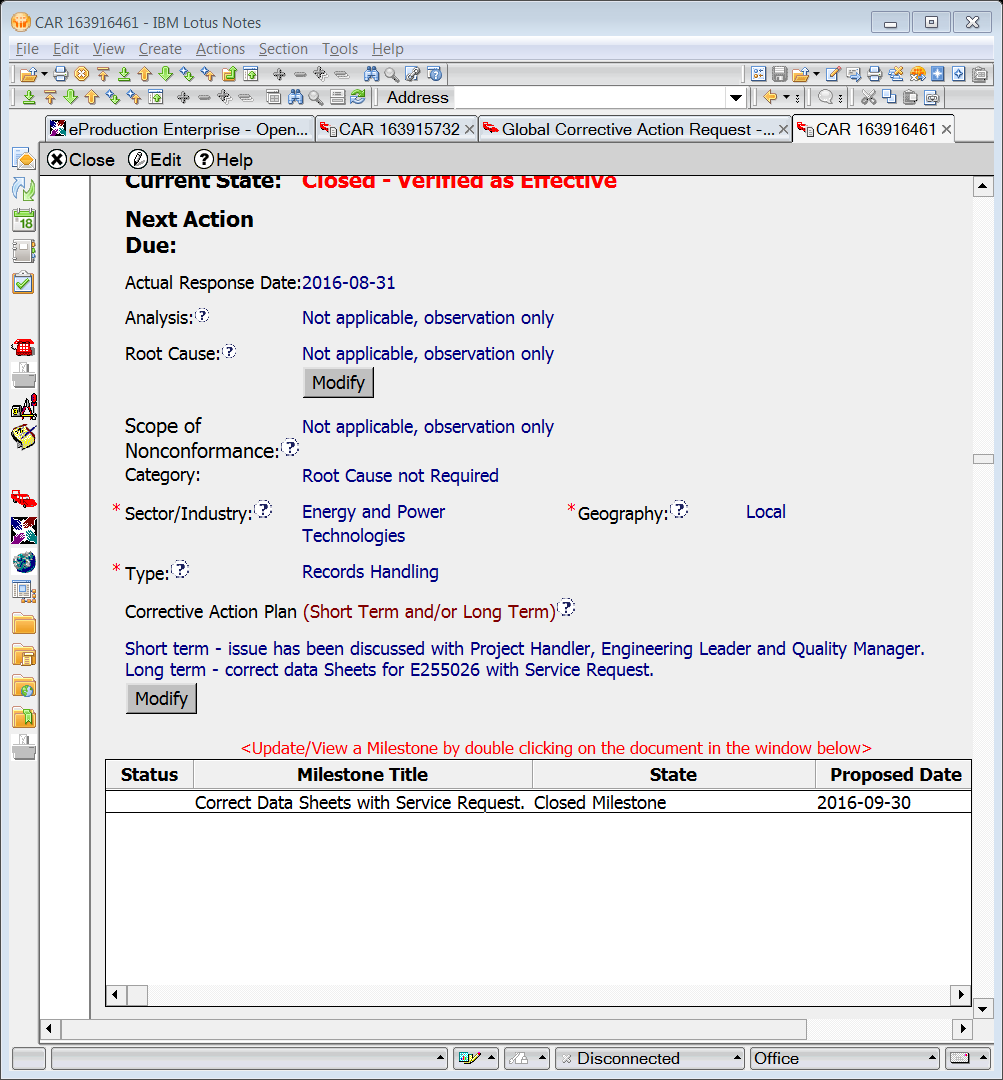 CAR 163916461 - IBM Lotus Notes
File Edit View Create Actions Section Tools Help
Address
eProduction Enterprise - Open...
CAR 163915732
Global Corrective Action Request -...
CAR 163916461
Close Edit Help
Current State: Closed - Verified as Effective
Next Action
Due:
Actual Response Date: 2016-08-31
Analysis: Not applicable, observation only
Root Cause: Not applicable, observation only
Modify
Scope of Not applicable, observation only
Nonconformance:
Category: Root Cause not Required
* Sector/Industry: Energy and Power * Geography: Local
Technologies
* Type: Records Handling
Corrective Action Plan (Short Term and/or Long Term)
Short term - issue has been discussed with Project Handler, Engineering Leader and Quality Manager.
Long term - correct data Sheets for E255026 with Service Request.
Modify
<Update/View a Milestone by double clicking on the document in the window below>
Status Milestone Title State Proposed Date
Correct Data Sheets with Service Request. Closed Milestone 2016-09-30
Disconnected Office
18